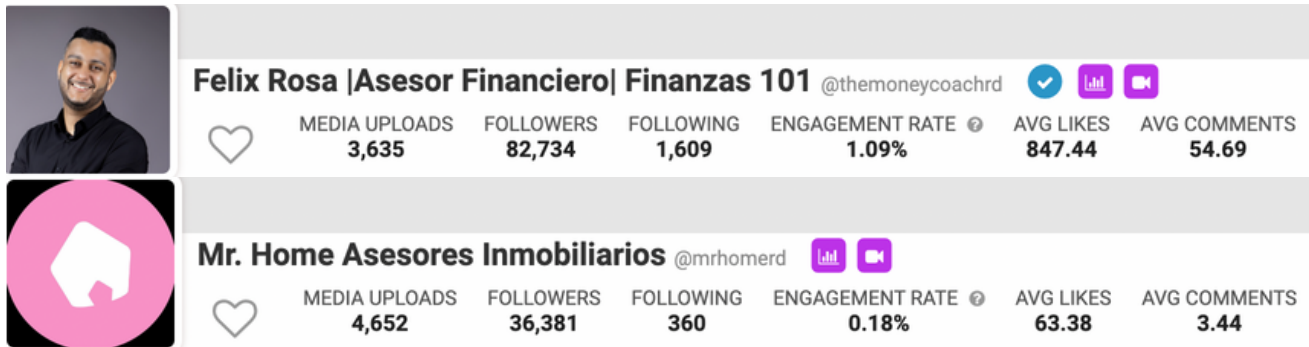 Felix Rosa |Asesor Financiero| Finanzas 101 @themoneycoachrd
MEDIA UPLOADS FOLLOWERS FOLLOWING ENGAGEMENT RATE ? AVG LIKES AVG COMMENTS
3,635 82,734 1,609 1.09% 847.44 54.69
Mr. Home Asesores Inmobiliarios @mrhomerd
MEDIA UPLOADS FOLLOWERS FOLLOWING ENGAGEMENT RATE ? AVG LIKES AVG COMMENTS
4,652 36,381 360 0.18% 63.38 3.44